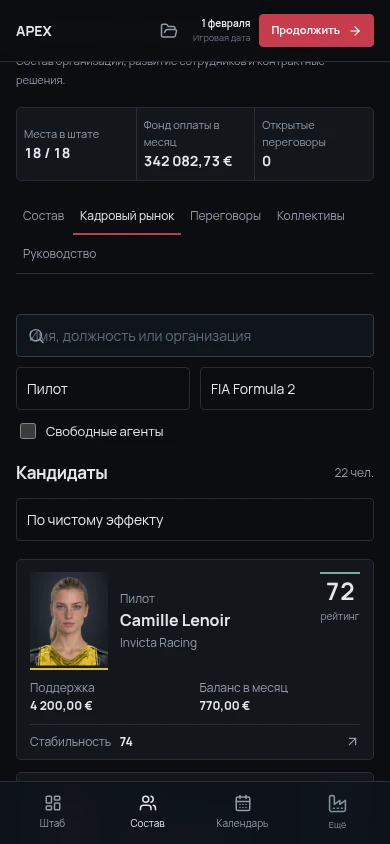 APEX
1 февраля
Игровая дата
Продолжить
Состав организации, развитие сотрудников и контрактные
решения.
Места в штате
18 / 18
Фонд оплаты в
месяц
342 082,73 €
Открытые
переговоры
0
Состав
Кадровый рынок
Переговоры
Коллективы
Руководство
Имя, должность или организация
Пилот
FIA Formula 2
Свободные агенты
Кандидаты
22 чел.
По чистому эффекту
Пилот
Camille Lenoir
Invicta Racing
72
рейтинг
Поддержка
4 200,00 €
Баланс в месяц
770,00 €
Стабильность 74
Штаб
Состав
Календарь
Ещё